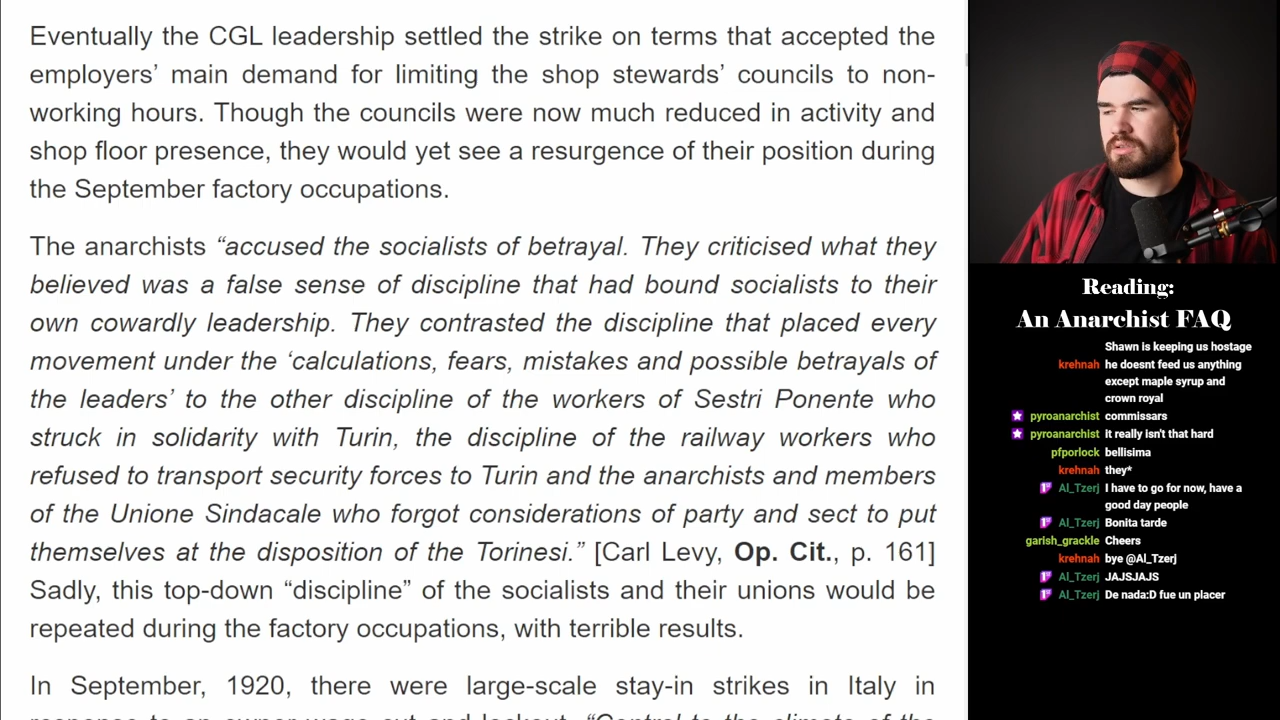 Eventually the CGL leadership settled the strike on terms that accepted the
employers’ main demand for limiting the shop stewards’ councils to non-
working hours. Though the councils were now much reduced in activity and
shop floor presence, they would yet see a resurgence of their position during
the September factory occupations.
The anarchists “accused the socialists of betrayal. They criticised what they
believed was a false sense of discipline that had bound socialists to their
own cowardly leadership. They contrasted the discipline that placed every
movement under the ‘calculations, fears, mistakes and possible betrayals of
the leaders’ to the other discipline of the workers of Sestri Ponente who
struck in solidarity with Turin, the discipline of the railway workers who
refused to transport security forces to Turin and the anarchists and members
of the Unione Sindacale who forgot considerations of party and sect to put
themselves at the disposition of the Torinesi.” [Carl Levy, Op. Cit., p. 161]
Sadly, this top-down “discipline” of the socialists and their unions would be
repeated during the factory occupations, with terrible results.
In September, 1920, there were large-scale stay-in strikes in Italy in
Reading:
An Anarchist FAQ
Shawn is keeping us hostage
krehnah he doesnt feed us anything
except maple syrup and
crown royal
pyroanarchist commissars
pyroanarchist it really isn't that hard
pfporlock bellisima
krehnah they*
Al_Tzerj I have to go for now, have a
good day people
Al_Tzerj Bonita tarde
garish_grackle Cheers
krehnah bye @Al_Tzerj
Al_Tzerj JAJSJAJS
Al_Tzerj De nada:D fue un placer